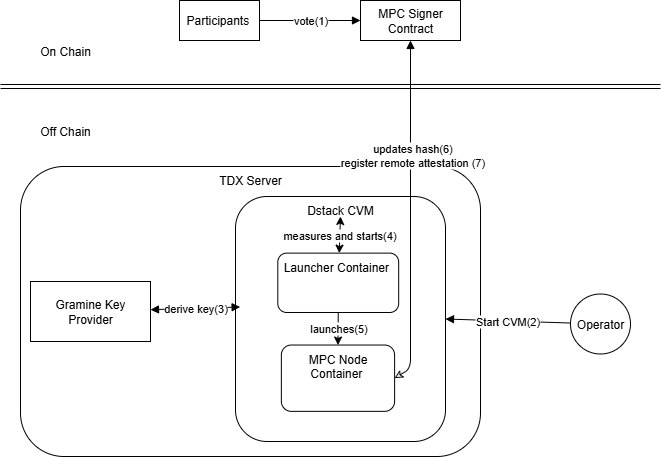 Participants
vote(1)
MPC Signer
Contract
On Chain
Off Chain
updates hash(6)
register remote attestation (7)
TDX Server
Dstack CVM
measures and starts(4)
Launcher Container
Gramine Key
Provider
derive key(3)
launches(5)
Start CVM(2)
Operator
MPC Node
Container